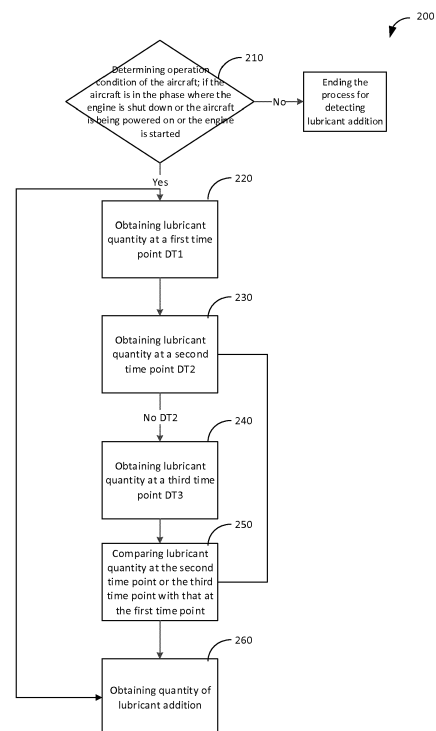 200
210
Determining operation
condition of the aircraft; if the
aircraft is in the phase where the
engine is shut down or the aircraft
is being powered on or the engine
is started
No
Ending the
process for
detecting
lubricant addition
Yes
220
Obtaining lubricant
quantity at a first time
point DT1
230
Obtaining lubricant
quantity at a second
time point DT2
No DT2
240
Obtaining lubricant
quantity at a third time
point DT3
250
Comparing lubricant
quantity at the second
time point or the third
time point with that at
the first time point
260
Obtaining quantity of
lubricant addition